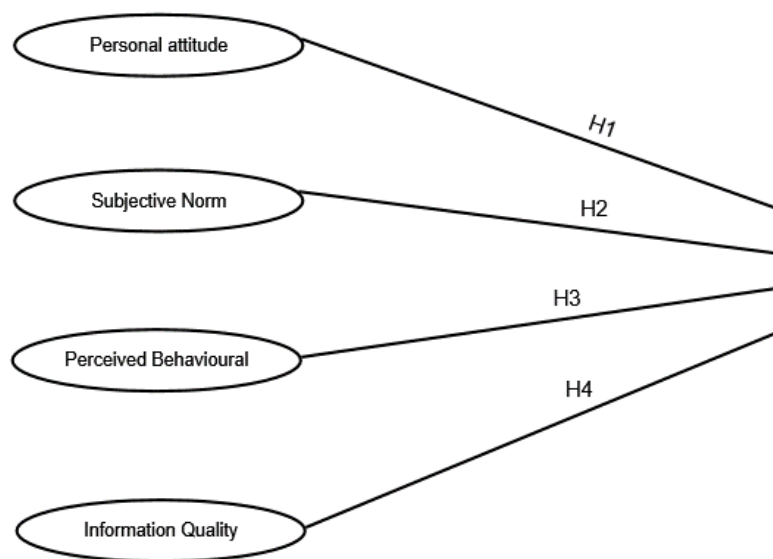 Personal attitude
H1
Subjective Norm
H2
H3
Perceived Behavioural
H4
Information Quality